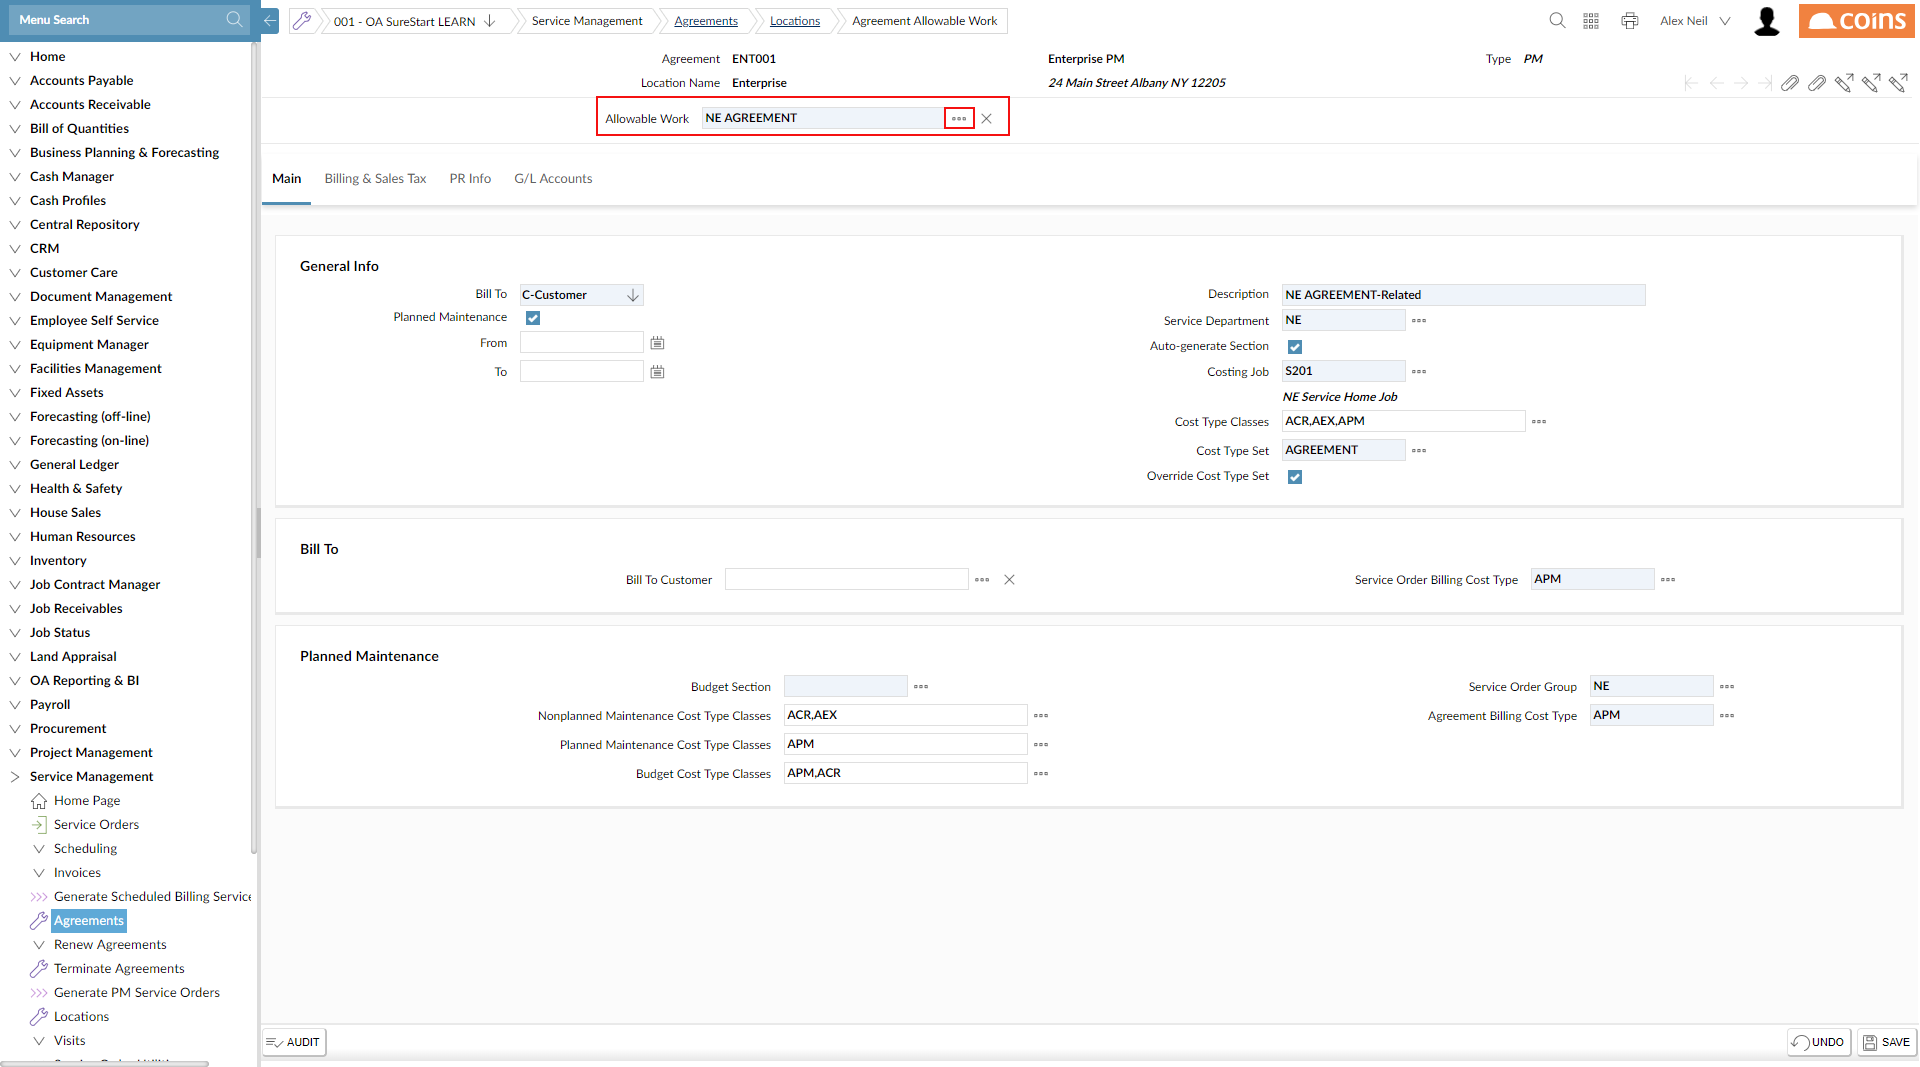 Menu Search
001 - OA SureStart LEARN
Service Management
Agreements
Locations
Agreement Allowable Work
Alex Neil
coins
Agreement ENT001
Enterprise PM
Type PM
Location Name Enterprise
24 Main Street Albany NY 12205
Allowable Work NE AGREEMENT
Main
Billing & Sales Tax
PR Info
G/L Accounts
Home
Accounts Payable
Accounts Receivable
Bill of Quantities
Business Planning & Forecasting
Cash Manager
Cash Profiles
Central Repository
CRM
Customer Care
Document Management
Employee Self Service
Equipment Manager
Facilities Management
Fixed Assets
Forecasting (off-line)
Forecasting (on-line)
General Ledger
Health & Safety
House Sales
Human Resources
Inventory
Job Contract Manager
Job Receivables
Job Status
Land Appraisal
OA Reporting & BI
Payroll
Procurement
Project Management
Service Management
Home Page
Service Orders
Scheduling
Invoices
Generate Scheduled Billing Service
Agreements
Renew Agreements
Terminate Agreements
Generate PM Service Orders
Locations
Visits
General Info
Bill To C-Customer
Planned Maintenance
From
To
Description NE AGREEMENT-Related
Service Department NE
Auto-generate Section
Costing Job S201
NE Service Home Job
Cost Type Classes ACR,AEX,APM
Cost Type Set AGREEMENT
Override Cost Type Set
Bill To
Bill To Customer
Service Order Billing Cost Type APM
Planned Maintenance
Budget Section
Nonplanned Maintenance Cost Type Classes ACR,AEX
Planned Maintenance Cost Type Classes APM
Budget Cost Type Classes APM,ACR
Service Order Group NE
Agreement Billing Cost Type APM
AUDIT
UNDO
SAVE